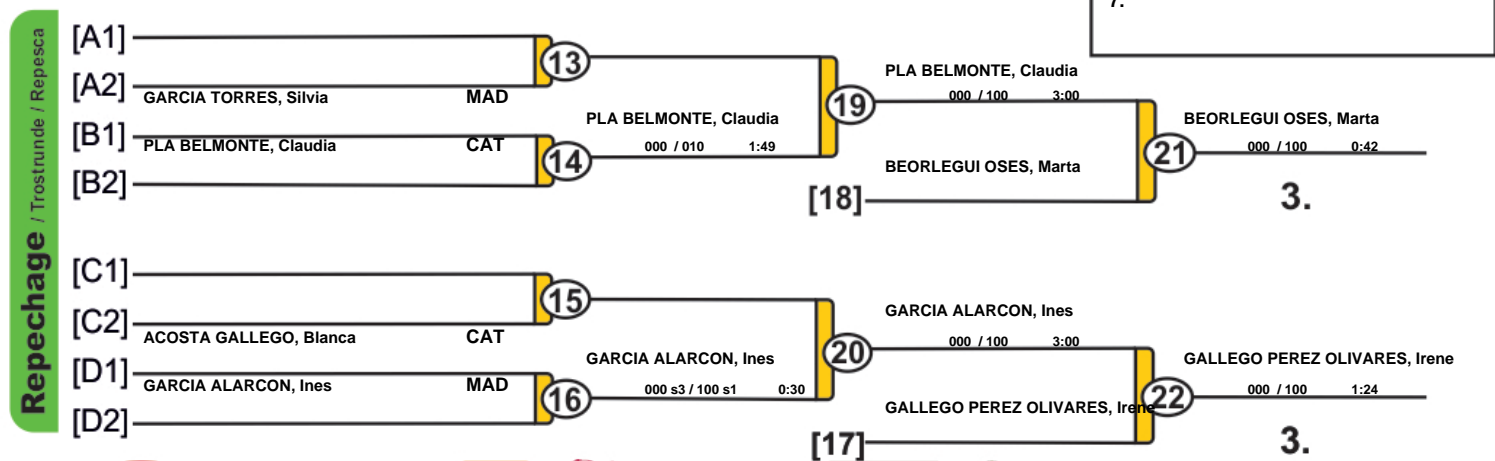 7.
Repechage / Trostrunde / Repesca
[A1]
13
[A2] GARCIA TORRES, Silvia MAD
[B1] PLA BELMONTE, Claudia CAT
14
[B2]
PLA BELMONTE, Claudia
000 / 010 1:49
19
PLA BELMONTE, Claudia
000 / 100 3:00
BEORLEGUI OSES, Marta
[18]
21
BEORLEGUI OSES, Marta
000 / 100 0:42
3.
[C1]
15
[C2] ACOSTA GALLEGO, Blanca CAT
[D1] GARCIA ALARCON, Ines MAD
16
[D2]
GARCIA ALARCON, Ines
000 s3 / 100 s1 0:30
20
GARCIA ALARCON, Ines
000 / 100 3:00
GALLEGO PEREZ OLIVARES, Irene
[17]
22
GALLEGO PEREZ OLIVARES, Irene
000 / 100 1:24
3.